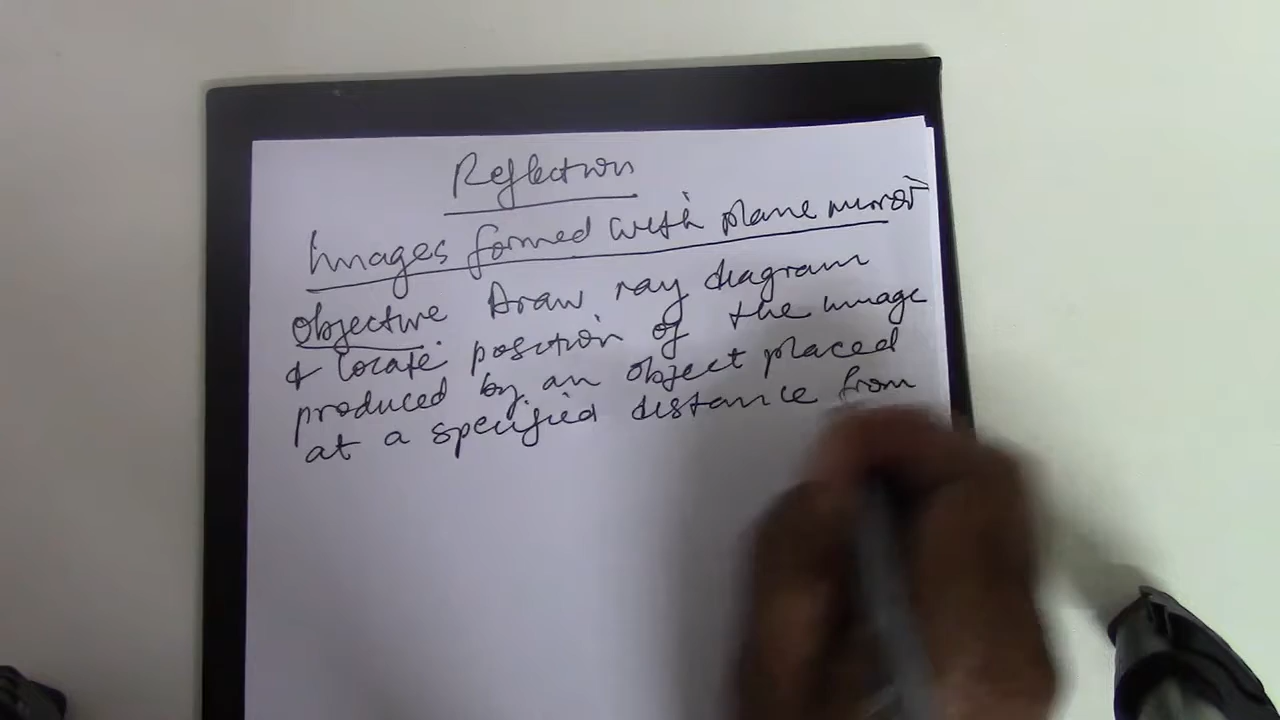 Reflection
Images formed with plane mirror
Objective. Draw ray diagram
& locate position of the image
produced by an object placed
at a specified distance from